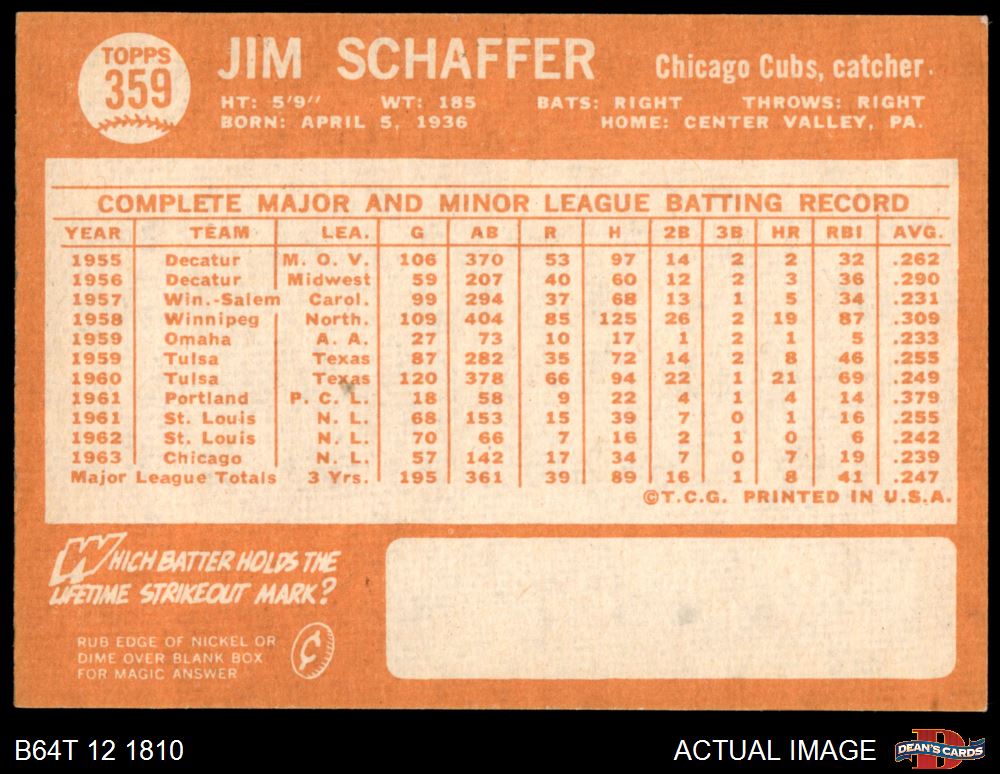 TOPPS
359
JIM SCHAFFER
Chicago Cubs, catcher.
HT: 5'9" WT: 185 BATS: RIGHT THROWS: RIGHT
BORN: APRIL 5, 1936 HOME: CENTER VALLEY, PA.
COMPLETE MAJOR AND MINOR LEAGUE BATTING RECORD
YEAR TEAM LEA. G AB R H 2B 3B HR RBI AVG.
1955 Decatur M. O. V. 106 370 53 97 14 2 2 32 .262
1956 Decatur Midwest 59 207 40 60 12 2 3 36 .290
1957 Win.-Salem Carol. 99 294 37 68 13 1 5 34 .231
1958 Winnipeg North. 109 404 85 125 26 2 19 87 .309
1959 Omaha A. A. 27 73 10 17 1 2 1 5 .233
1959 Tulsa Texas 87 282 35 72 14 2 8 46 .255
1960 Tulsa Texas 120 378 66 94 22 1 21 69 .249
1961 Portland P. C. L. 18 58 9 22 4 1 4 14 .379
1961 St. Louis N. L. 68 153 15 39 7 0 1 16 .255
1962 St. Louis N. L. 70 66 7 16 2 1 0 6 .242
1963 Chicago N. L. 57 142 17 34 7 0 7 19 .239
Major League Totals 3 Yrs. 195 361 39 89 16 1 8 41 .247
©T.C.G. PRINTED IN U.S.A.
WHICH BATTER HOLDS THE
LIFETIME STRIKEOUT MARK?
RUB EDGE OF NICKEL OR
DIME OVER BLANK BOX
FOR MAGIC ANSWER
¢
B64T 12 1810
ACTUAL IMAGE
D
DEAN'S CARDS